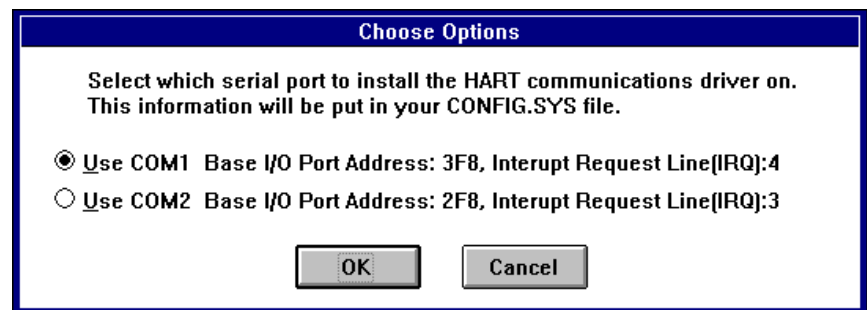 Choose Options
Select which serial port to install the HART communications driver on.
This information will be put in your CONFIG.SYS file.
Use COM1 Base I/O Port Address: 3F8, Interupt Request Line(IRQ):4
Use COM2 Base I/O Port Address: 2F8, Interupt Request Line(IRQ):3
OK Cancel